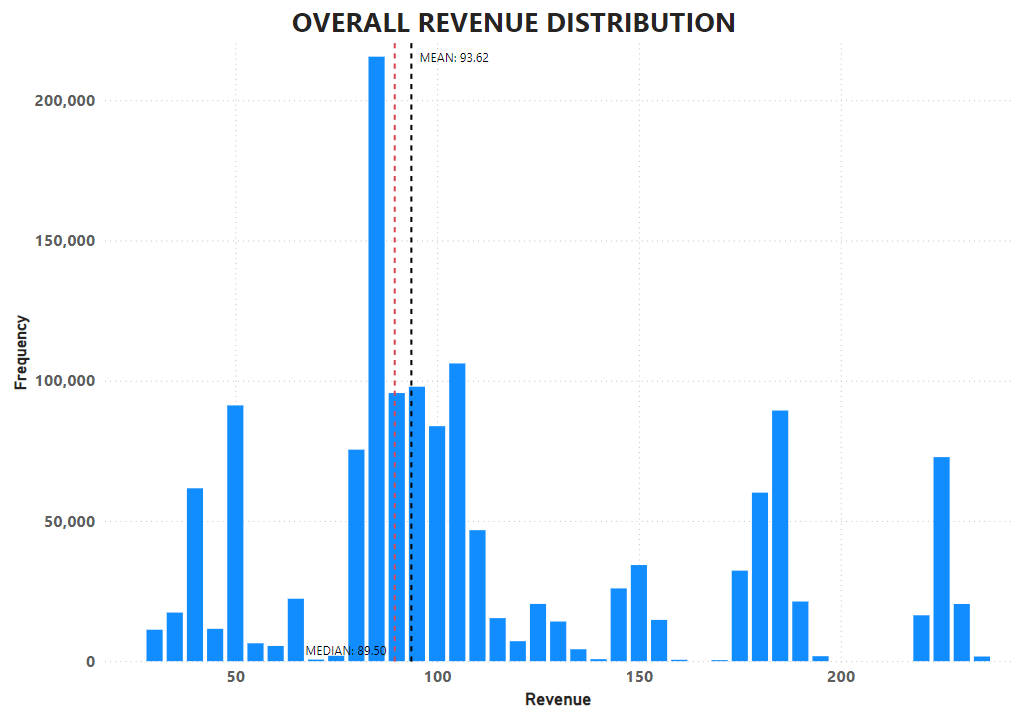 OVERALL REVENUE DISTRIBUTION
MEAN: 93.62
200,000
150,000
Frequency
100,000
50,000
MEDIAN: 89.50
0
50
100
150
200
Revenue